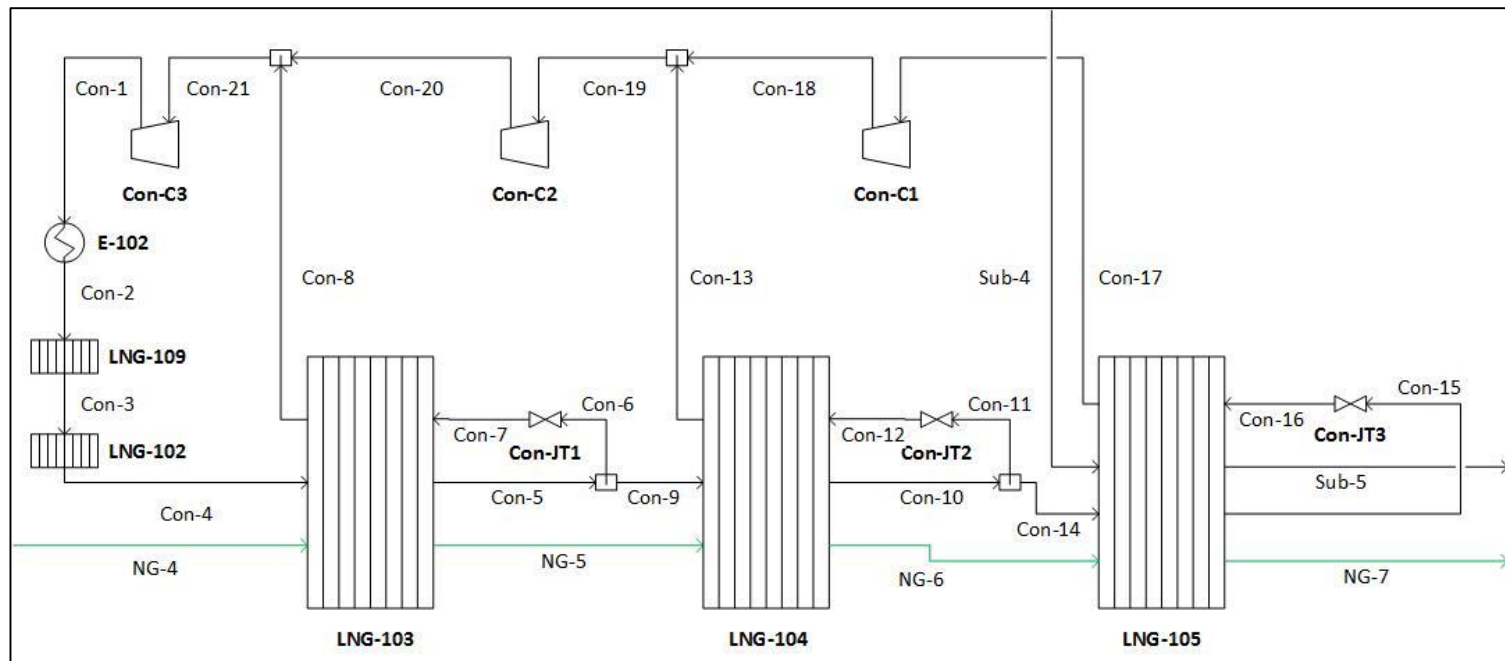 Con-1
Con-21
Con-20
Con-19
Con-18
Con-C3
Con-C2
Con-C1
E-102
Con-2
Con-8
Con-13
Sub-4
Con-17
LNG-109
Con-3
LNG-102
Con-6
Con-7
Con-JT1
Con-11
Con-12
Con-JT2
Con-15
Con-16
Con-JT3
Con-5
Con-9
Con-10
Sub-5
Con-4
Con-14
NG-4
NG-5
NG-6
NG-7
LNG-103
LNG-104
LNG-105